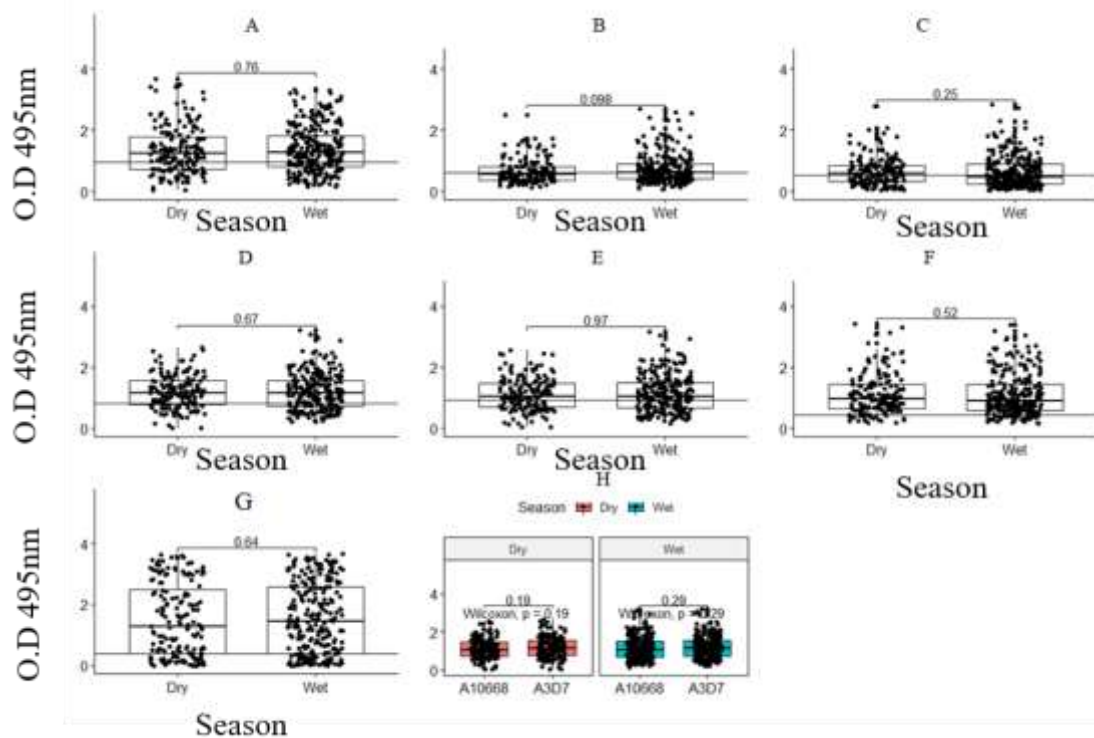 A
B
C
O.D 495nm
4
2
0
0.76
Dry
Wet
Season
4
2
0
0.098
Dry
Wet
Season
4
2
0
0.25
Dry
Wet
Season
D
E
F
O.D 495nm
4
2
0
0.67
Dry
Wet
Season
4
2
0
0.97
Dry
Wet
Season
4
2
0
0.52
Dry
Wet
Season
G
H
O.D 495nm
4
2
0
0.64
Dry
Wet
Season
Season Dry Wet
Dry
Wet
4
2
0
0.19
Wilcoxon, p = 0.19
0.29
Wilcoxon, p = 0.29
A10668
A3D7
A10668
A3D7